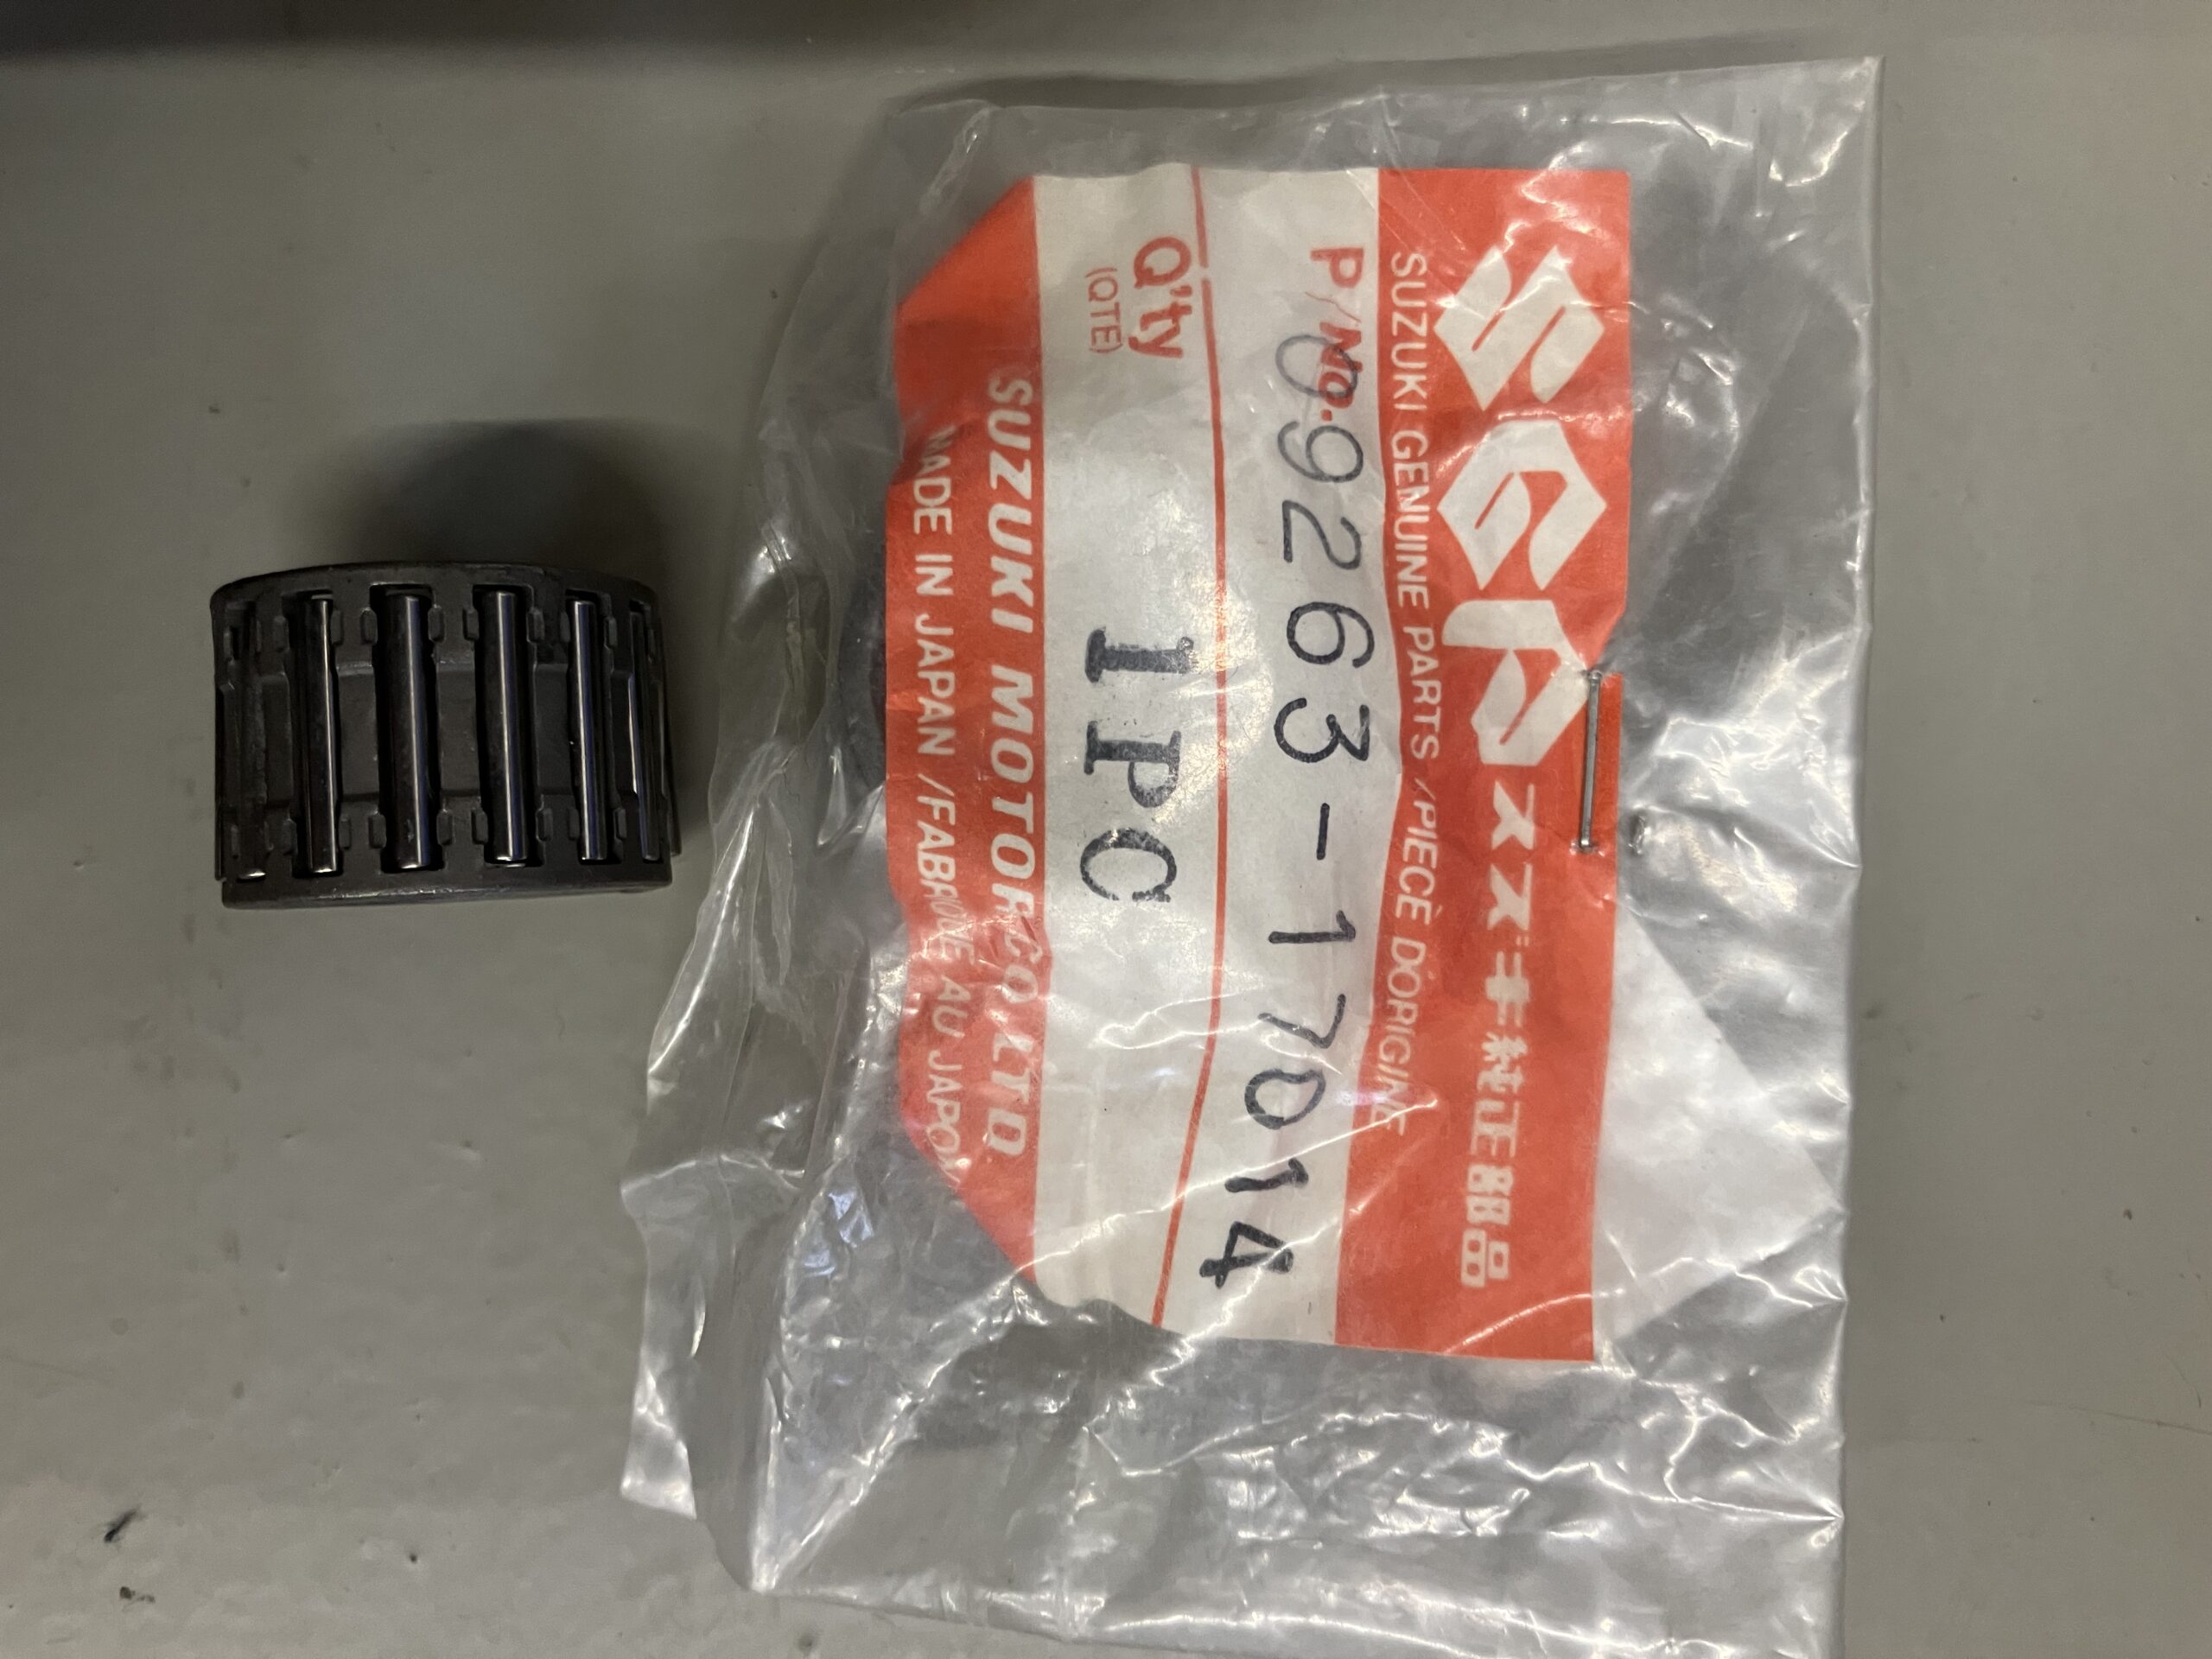 SGP スズキ純正部品
SUZUKI GENUINE PARTS / PIÈCE D'ORIGINE
P/No.
09263-17014
Q'ty
(QTE)
1PC
SUZUKI MOTOR CO LTD
MADE IN JAPAN / FABRIQUE AU JAPON